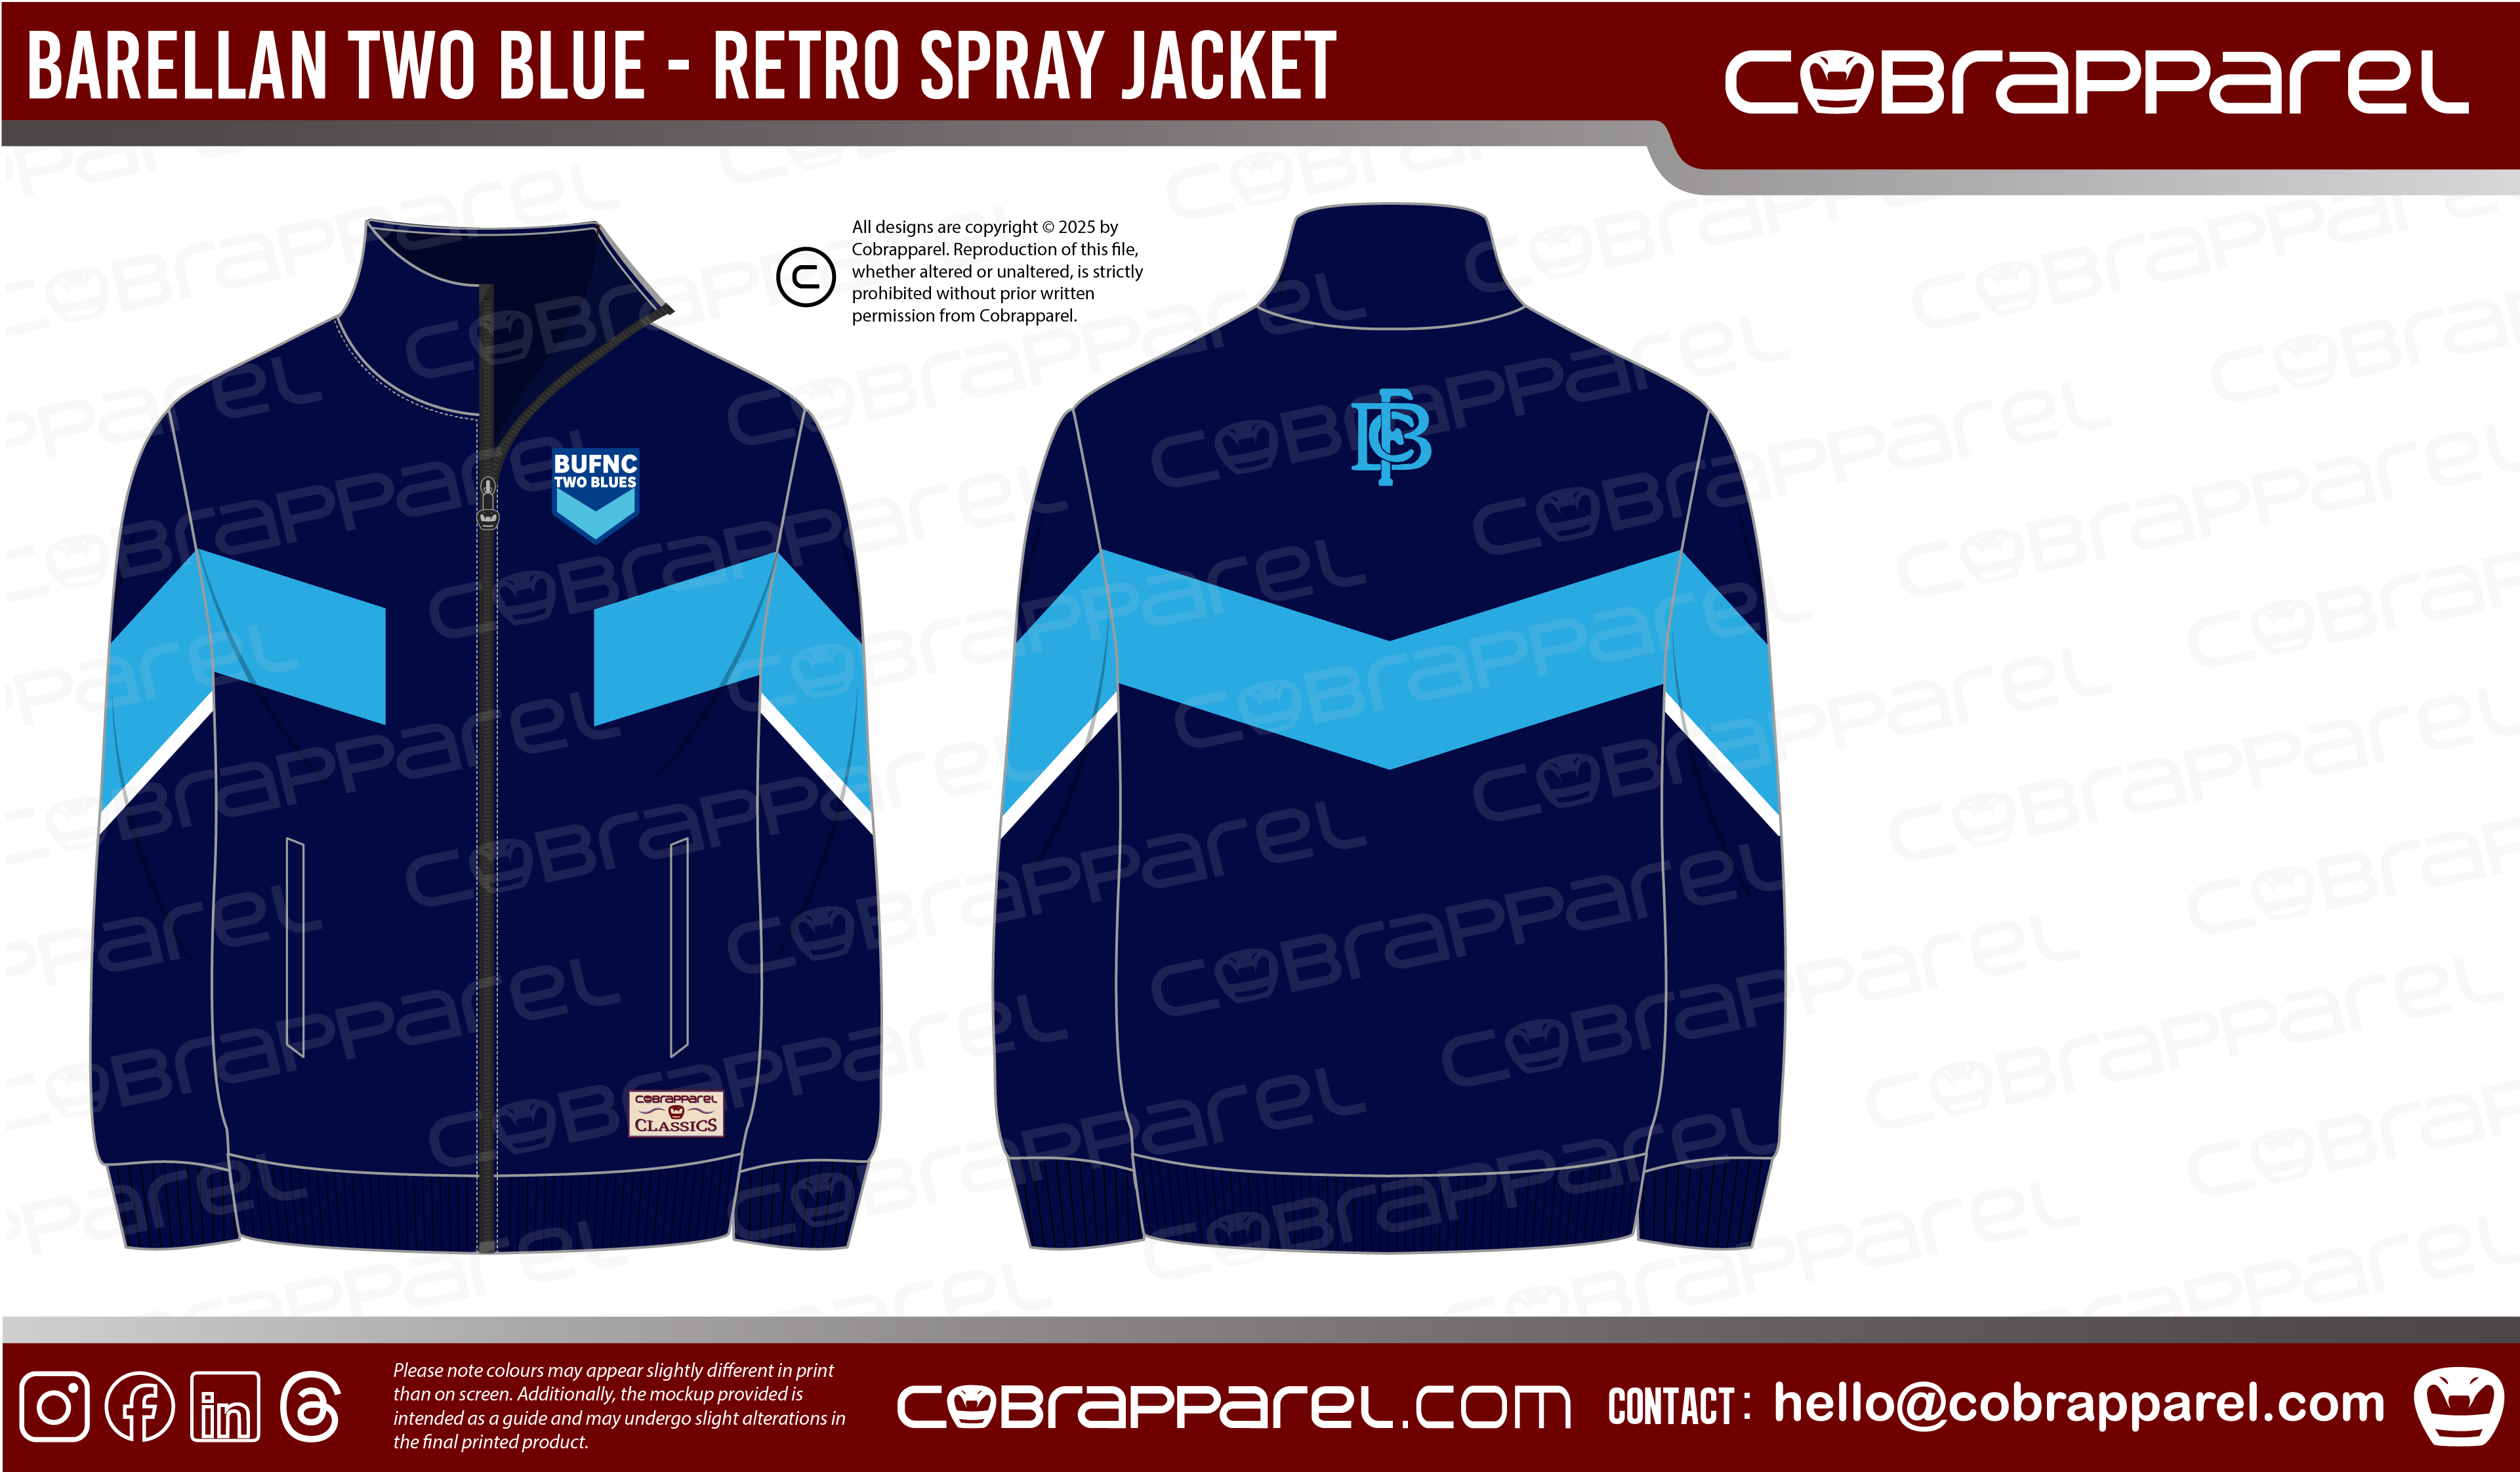 BARELLAN TWO BLUE - RETRO SPRAY JACKET
COBRAPPAREL
All designs are copyright © 2025 by
Cobrapparel. Reproduction of this file,
whether altered or unaltered, is strictly
prohibited without prior written
permission from Cobrapparel.
BUFNC
TWO BLUES
BFC
COBRAPPAREL
CLASSICS
Please note colours may appear slightly different in print
than on screen. Additionally, the mockup provided is
intended as a guide and may undergo slight alterations in
the final printed product.
COBRAPPAREL.COM
CONTACT: hello@cobrapparel.com